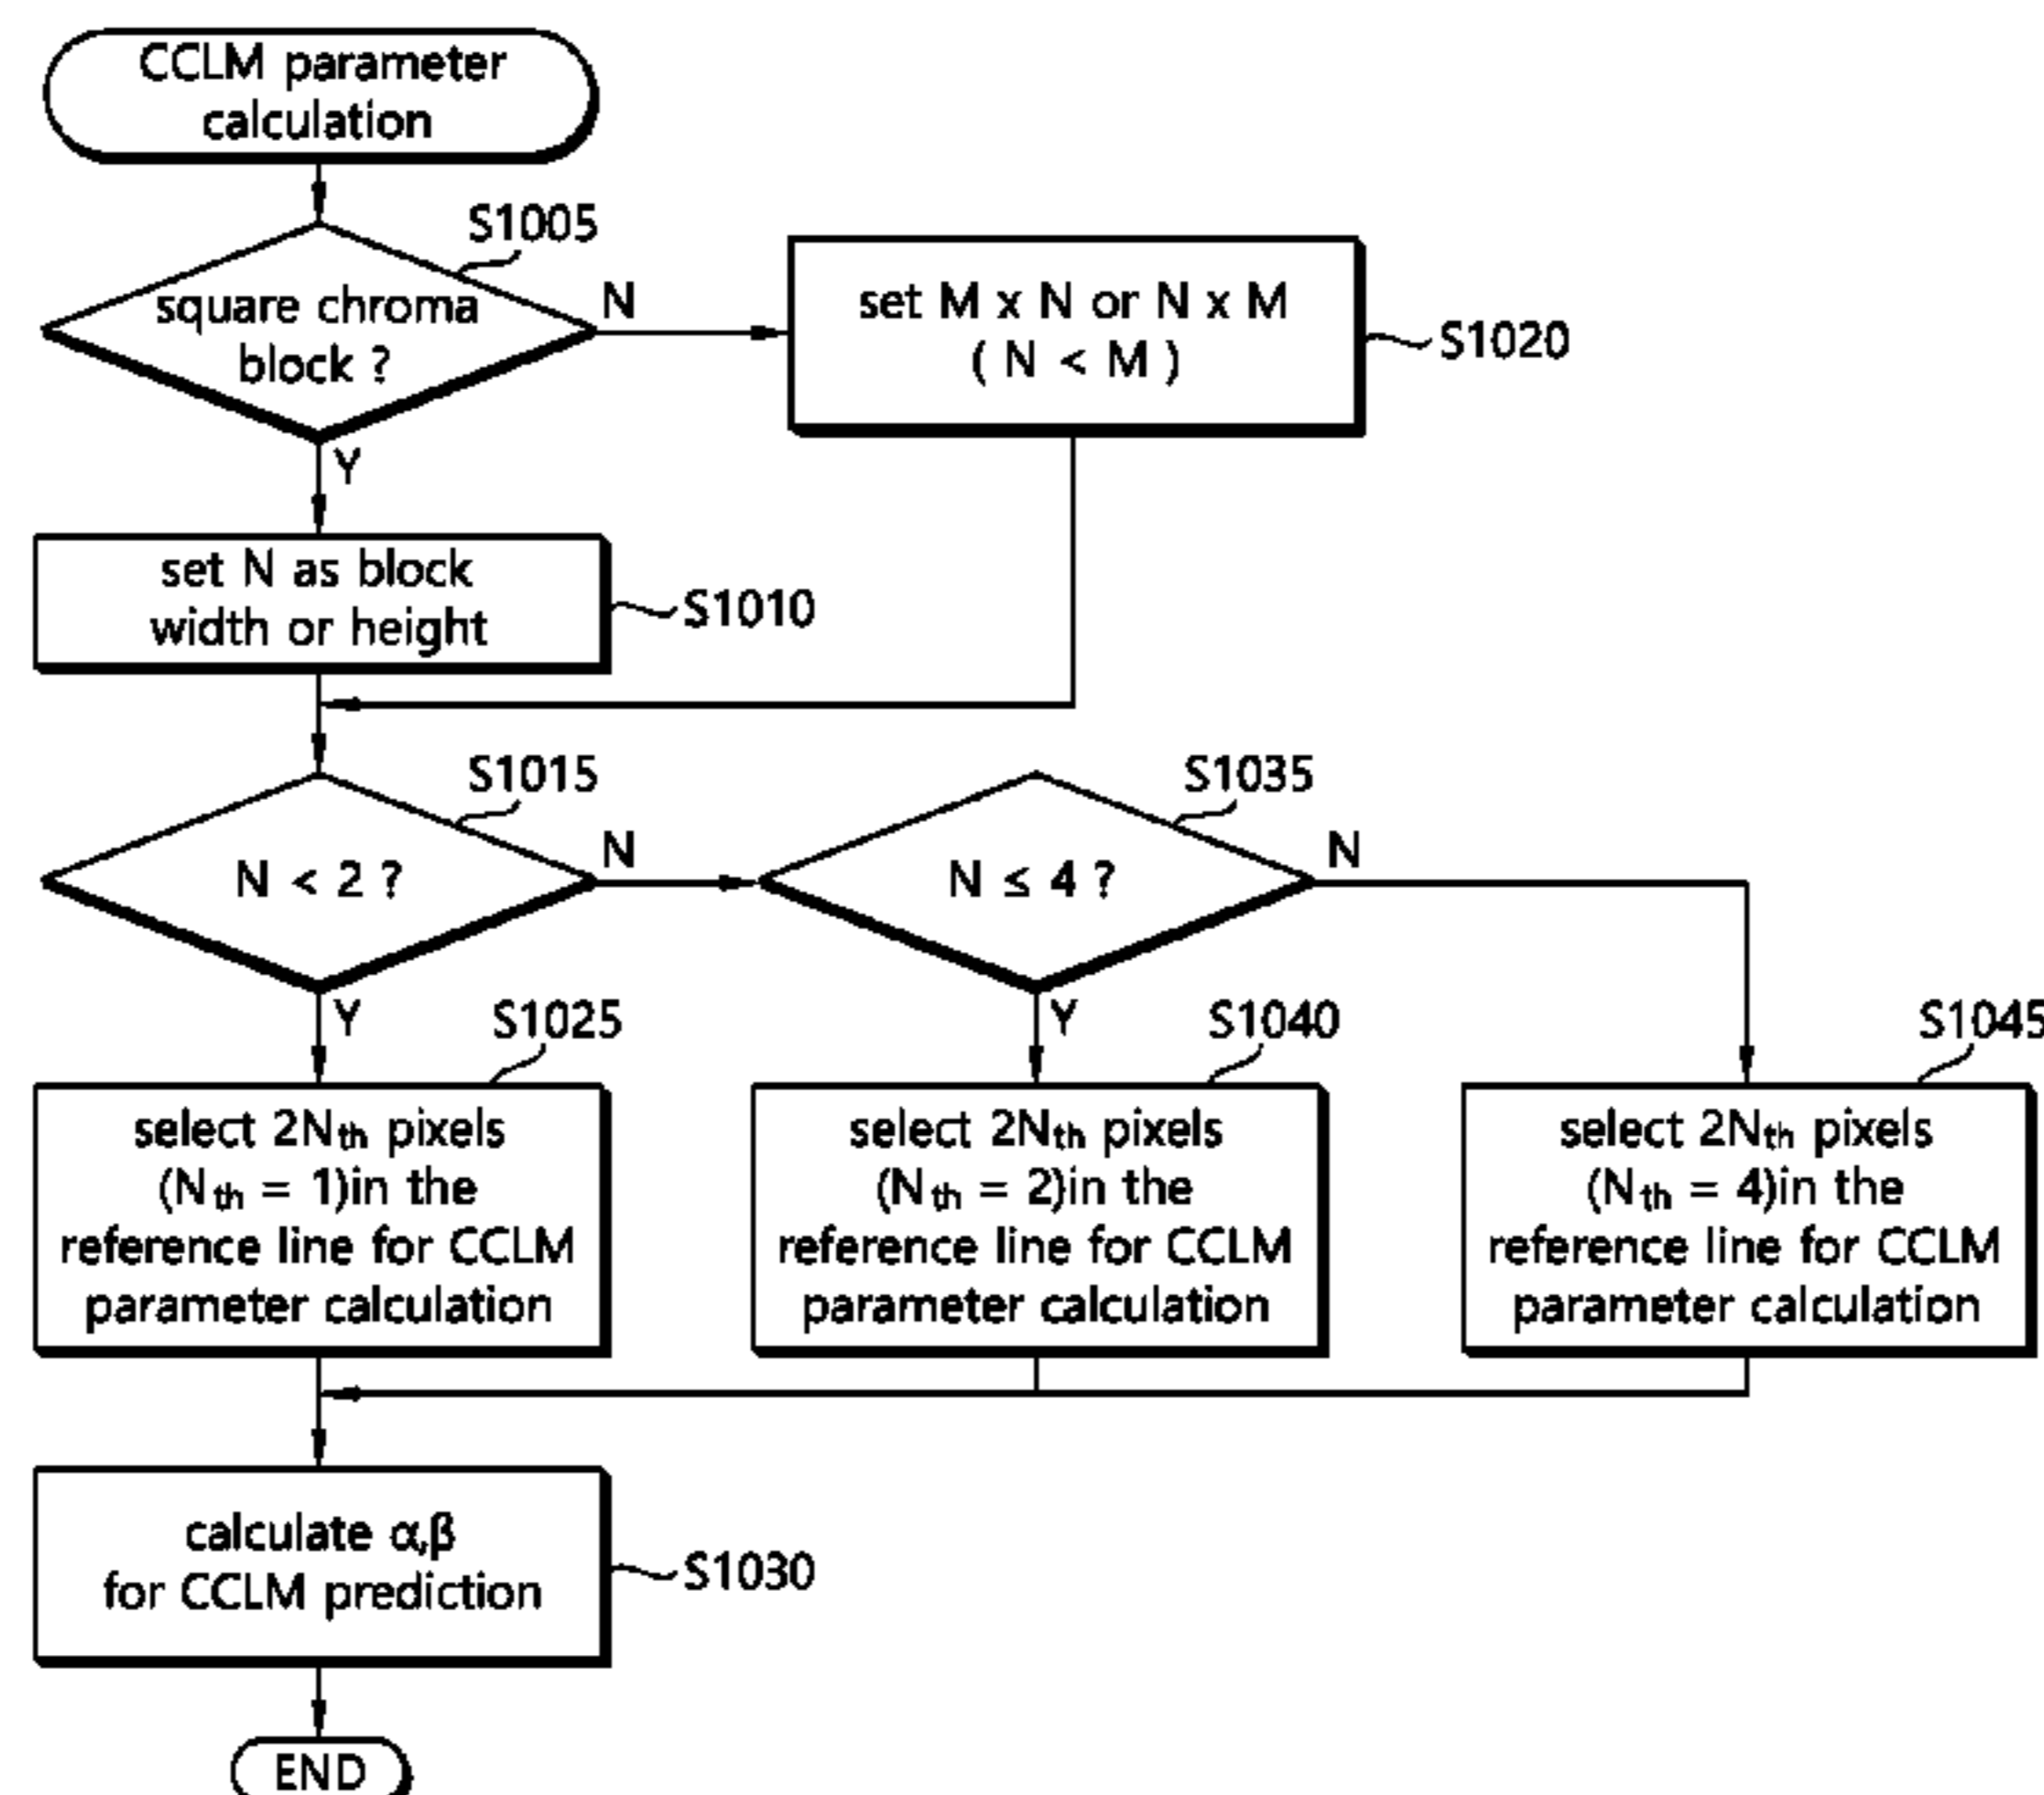 CCLM parameter
calculation
S1005
square chroma
block ?
N
set M x N or N x M
( N < M )
S1020
Y
set N as block
width or height
S1010
S1015
N < 2 ?
N
S1035
N ≤ 4 ?
N
Y
S1025
Y
S1040
S1045
select 2Nth pixels
(Nth = 1)in the
reference line for CCLM
parameter calculation
select 2Nth pixels
(Nth = 2)in the
reference line for CCLM
parameter calculation
select 2Nth pixels
(Nth = 4)in the
reference line for CCLM
parameter calculation
calculate α,β
for CCLM prediction
S1030
END